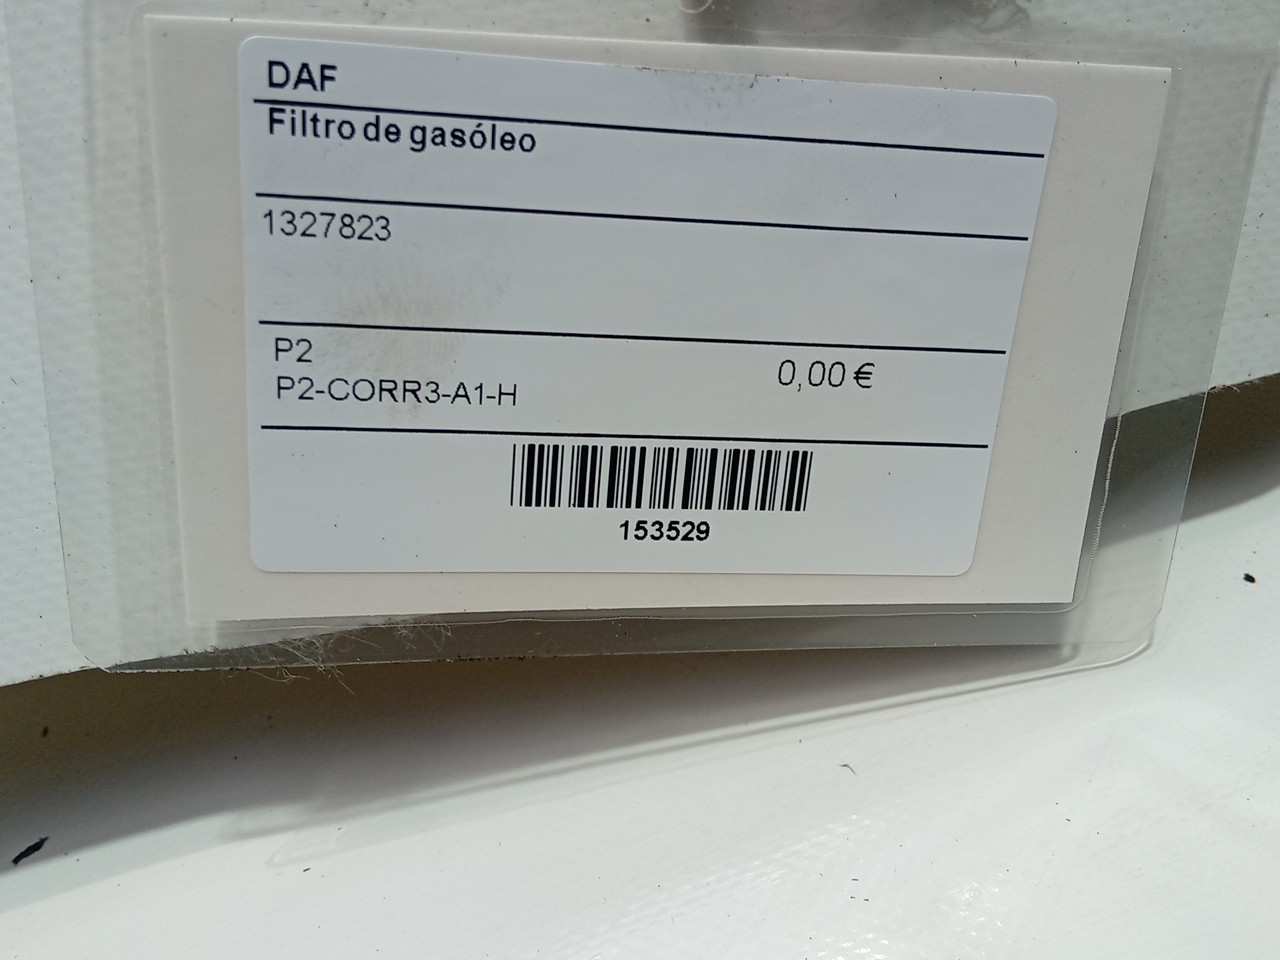 DAF
Filtro de gasóleo
1327823
P2
0,00 €
P2-CORR3-A1-H
153529